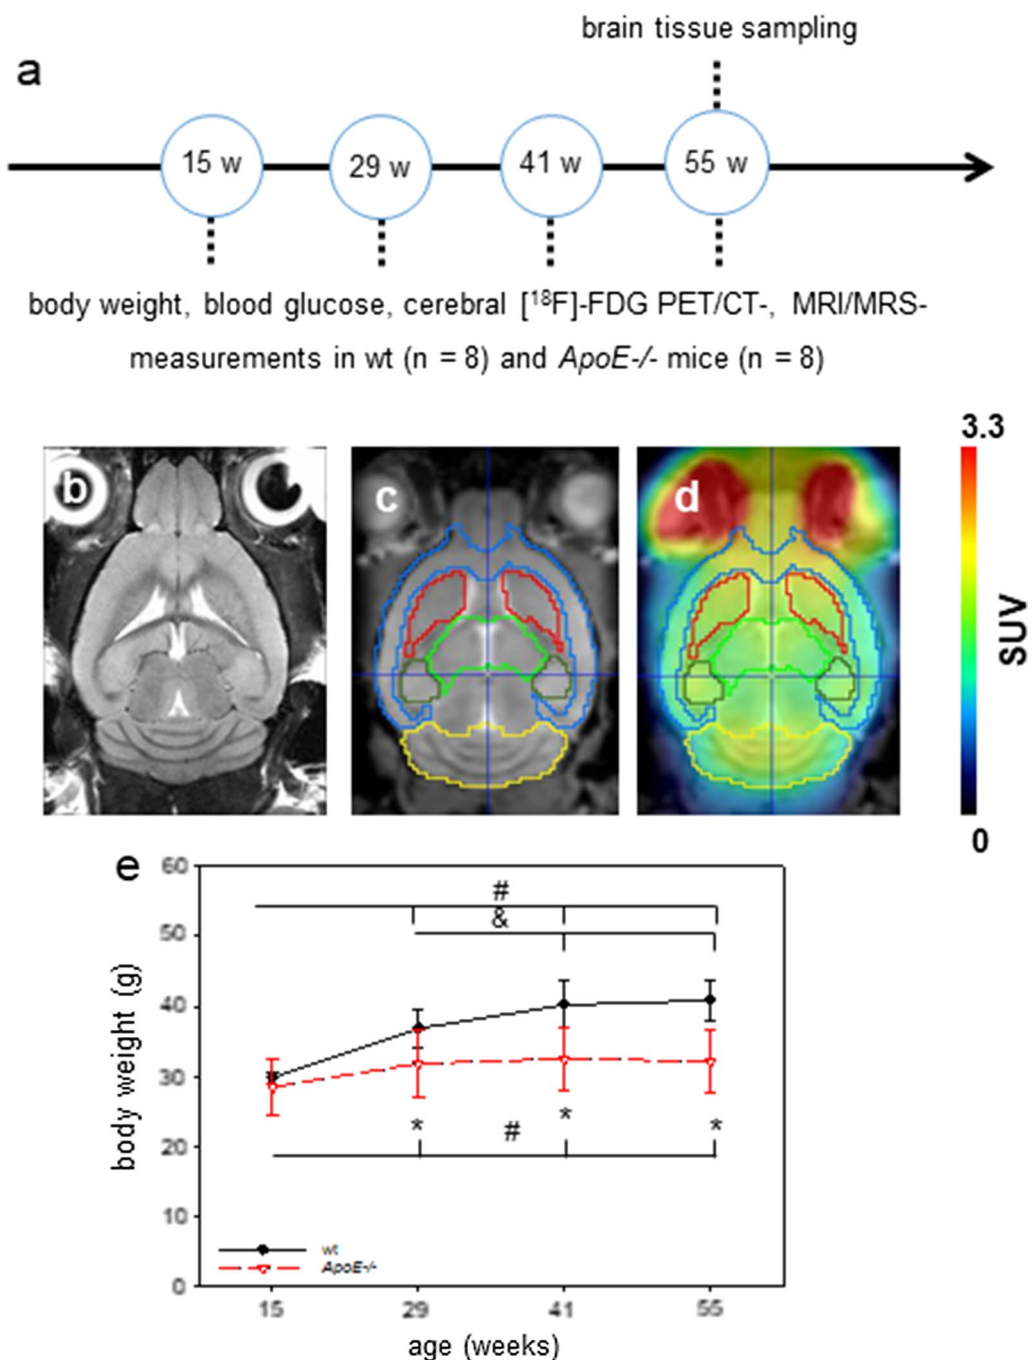 brain tissue sampling
a
15 w 29 w 41 w 55 w
body weight, blood glucose, cerebral [¹⁸F]-FDG PET/CT-, MRI/MRS-
measurements in wt (n = 8) and ApoE-/- mice (n = 8)
3.3
b c d
SUV
0
e
60
#
&
50
40
30
* # * *
20
10
wt
ApoE-/-
0
15 29 41 55
body weight (g)
age (weeks)